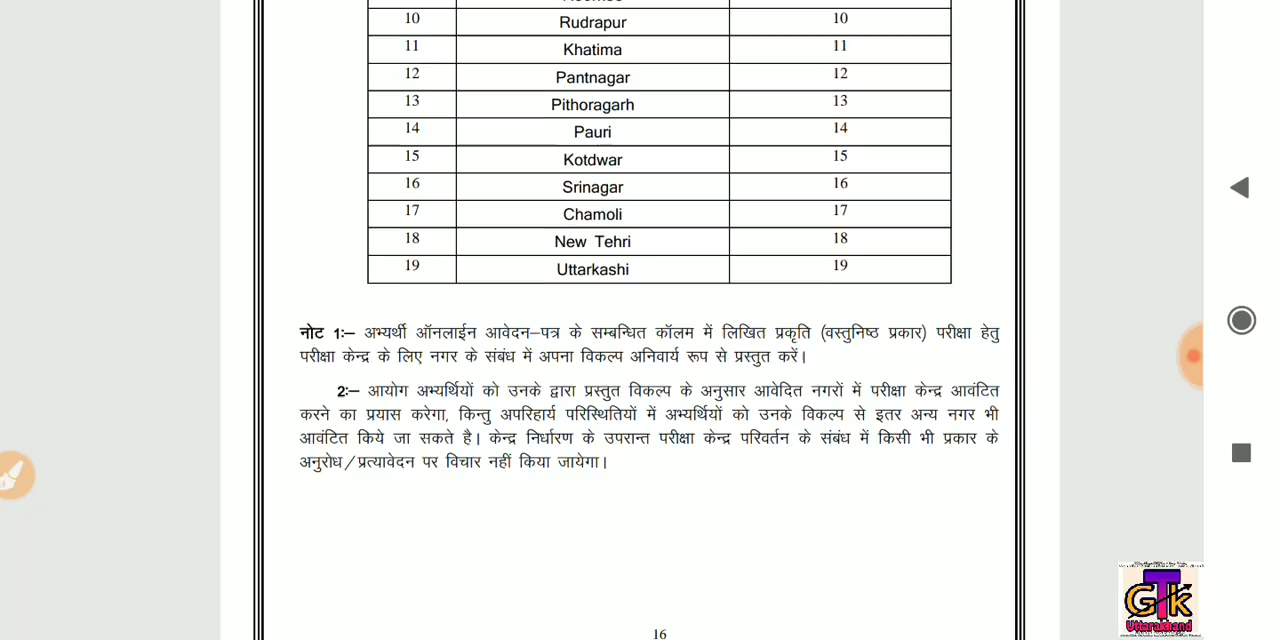 10 Rudrapur 10
11 Khatima 11
12 Pantnagar 12
13 Pithoragarh 13
14 Pauri 14
15 Kotdwar 15
16 Srinagar 16
17 Chamoli 17
18 New Tehri 18
19 Uttarkashi 19
नोट 1ः– अभ्यर्थी ऑनलाईन आवेदन–पत्र के सम्बन्धित कॉलम में लिखित प्रकृति (वस्तुनिष्ठ प्रकार) परीक्षा हेतु
परीक्षा केन्द्र के लिए नगर के संबंध में अपना विकल्प अनिवार्य रूप से प्रस्तुत करें।
2ः– आयोग अभ्यर्थियों को उनके द्वारा प्रस्तुत विकल्प के अनुसार आवेदित नगरों में परीक्षा केन्द्र आवंटित
करने का प्रयास करेगा, किन्तु अपरिहार्य परिस्थितियों में अभ्यर्थियों को उनके विकल्प से इतर अन्य नगर भी
आवंटित किये जा सकते है। केन्द्र निर्धारण के उपरान्त परीक्षा केन्द्र परिवर्तन के संबंध में किसी भी प्रकार के
अनुरोध/प्रत्यावेदन पर विचार नहीं किया जायेगा।
GTk
Uttarakhand
16